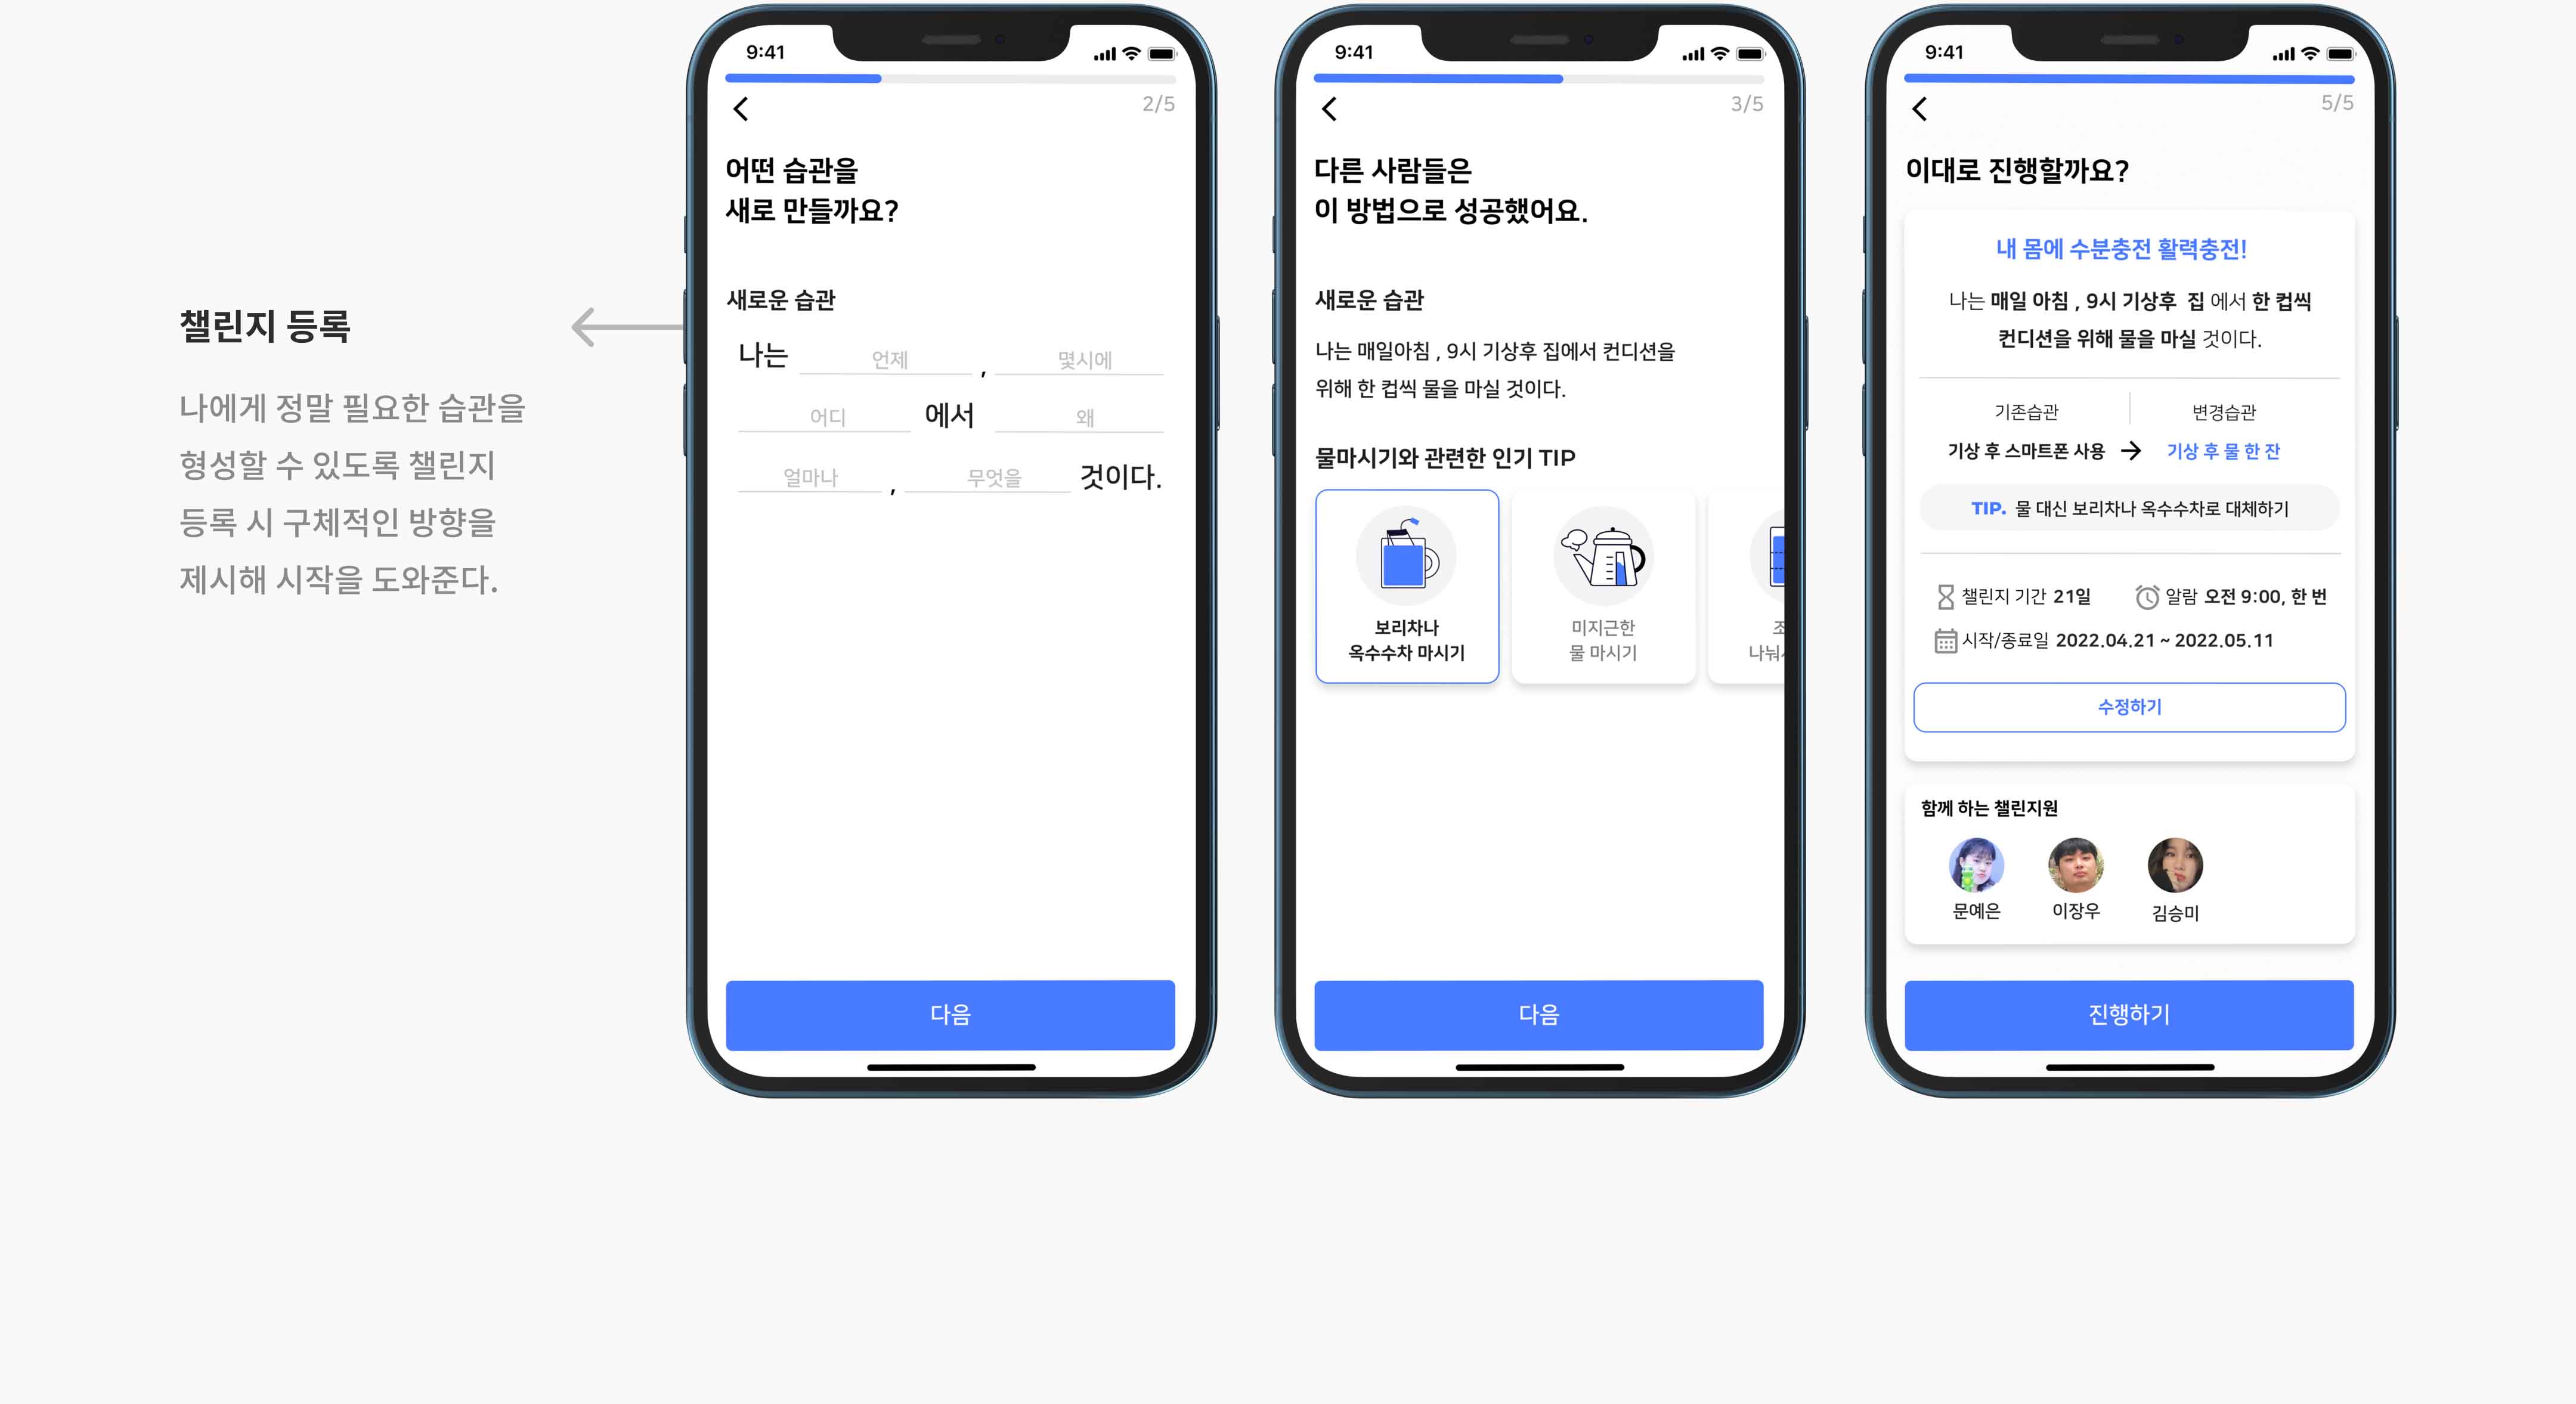 챌린지 등록
나에게 정말 필요한 습관을
형성할 수 있도록 챌린지
등록 시 구체적인 방향을
제시해 시작을 도와준다.
9:41
2/5
어떤 습관을
새로 만들까요?
새로운 습관
나는 언제 , 몇시에
어디 에서 왜
얼마나 , 무엇을 것이다.
다음
9:41
3/5
다른 사람들은
이 방법으로 성공했어요.
새로운 습관
나는 매일아침 , 9시 기상후 집에서 컨디션을
위해 한 컵씩 물을 마실 것이다.
물마시기와 관련한 인기 TIP
보리차나
옥수수차 마시기
미지근한
물 마시기
조
나눠
다음
9:41
5/5
이대로 진행할까요?
내 몸에 수분충전 활력충전!
나는 매일 아침 , 9시 기상후 집 에서 한 컵씩
컨디션을 위해 물을 마실 것이다.
기존습관
변경습관
기상 후 스마트폰 사용 → 기상 후 물 한 잔
TIP. 물 대신 보리차나 옥수수차로 대체하기
챌린지 기간 21일
알람 오전 9:00, 한 번
시작/종료일 2022.04.21 ~ 2022.05.11
수정하기
함께 하는 챌린지원
문예은
이장우
김승미
진행하기